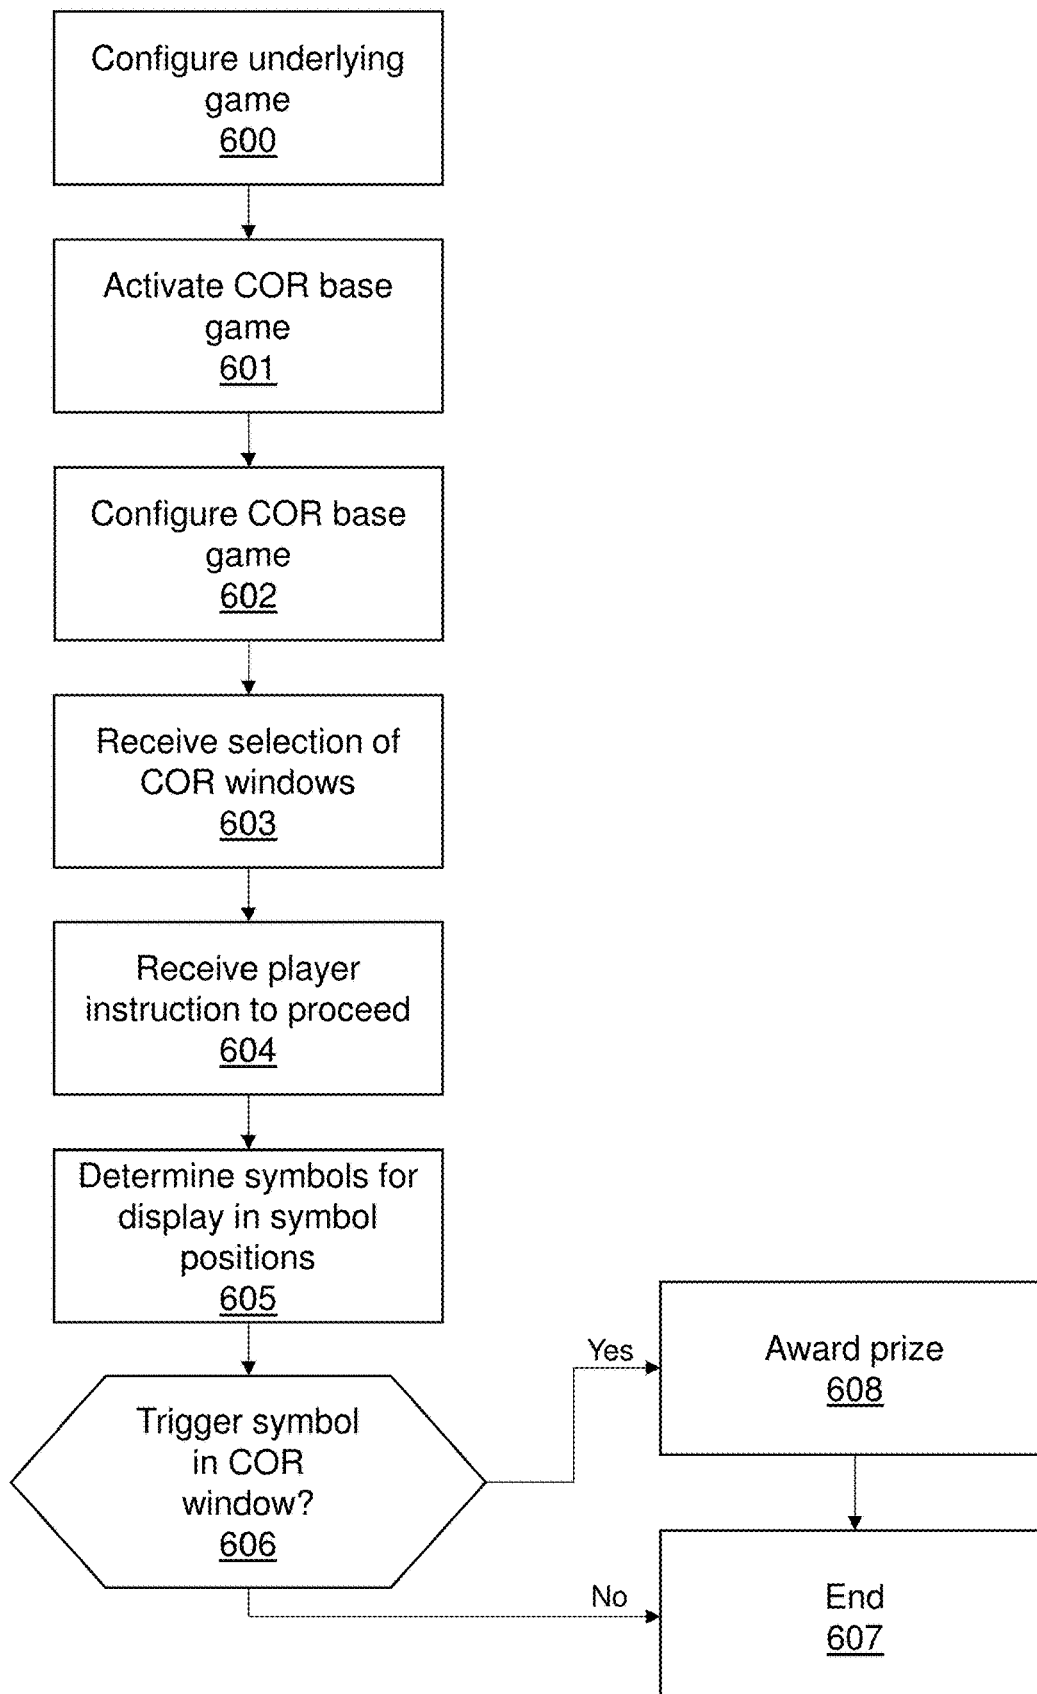 Configure underlying
game
600
Activate COR base
game
601
Configure COR base
game
602
Receive selection of
COR windows
603
Receive player
instruction to proceed
604
Determine symbols for
display in symbol
positions
605
Trigger symbol
in COR
window?
606
Yes
Award prize
608
No
End
607